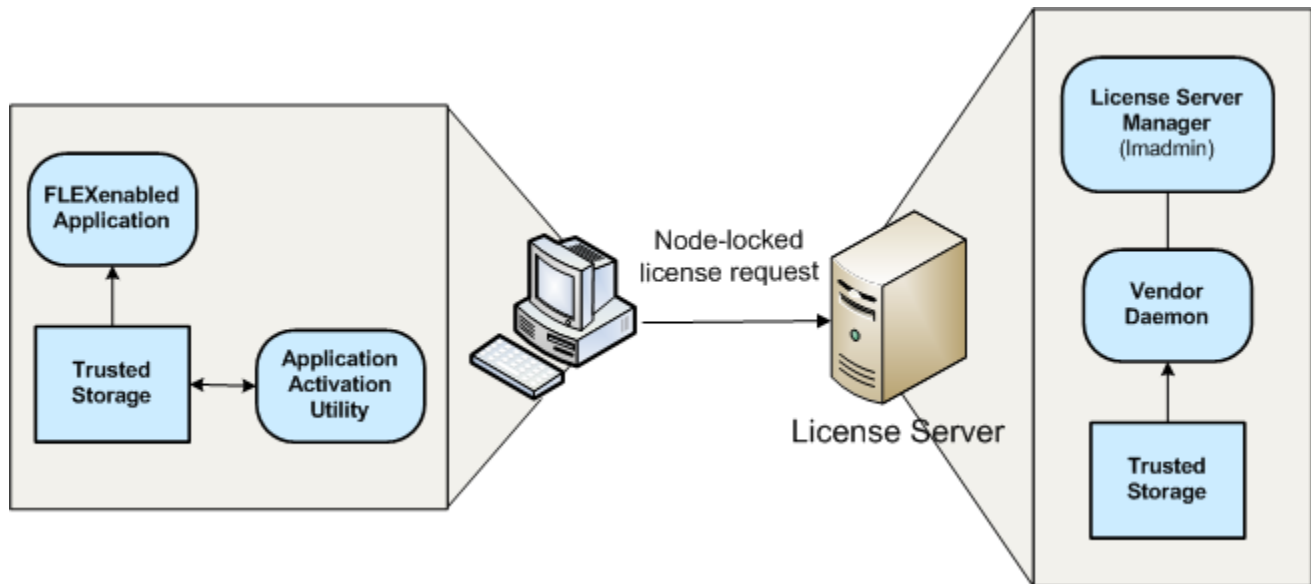 FLEXenabled
Application
Trusted
Storage
Application
Activation
Utility
Node-locked
license request
License Server
License Server
Manager
(lmadmin)
Vendor
Daemon
Trusted
Storage